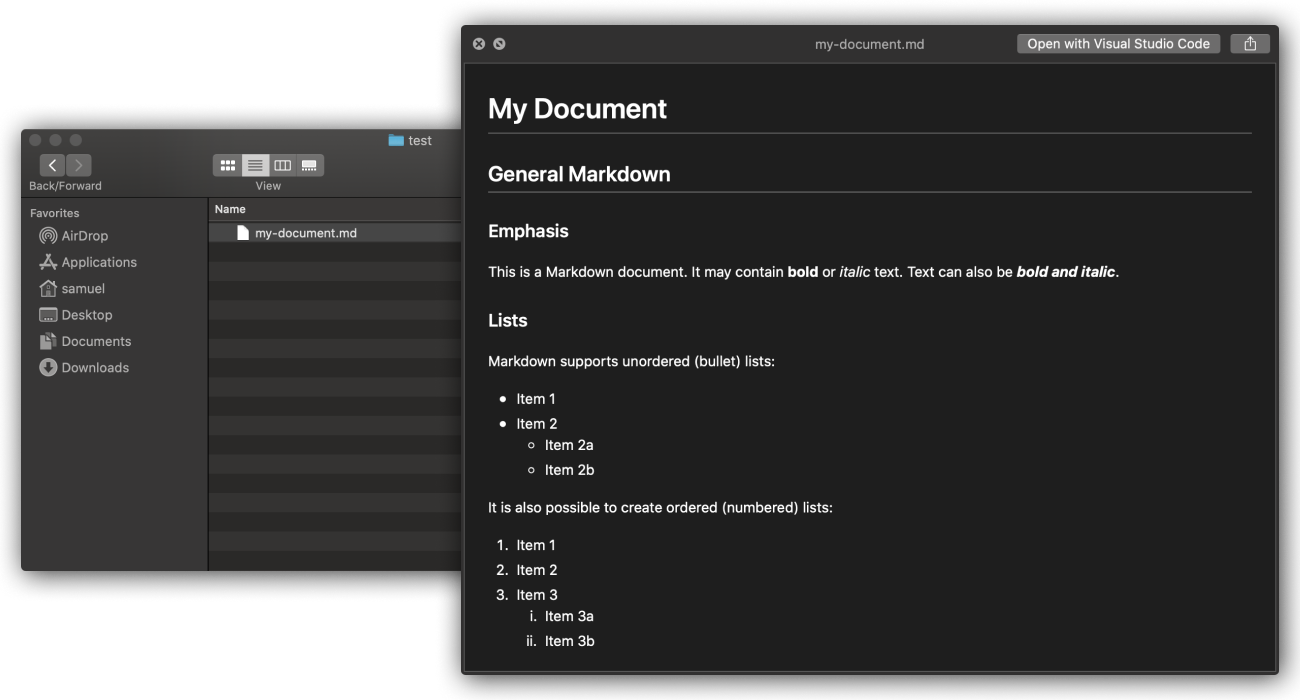 test
Back/Forward
View
Favorites
AirDrop
Applications
samuel
Desktop
Documents
Downloads
Name
my-document.md
my-document.md
Open with Visual Studio Code
My Document
General Markdown
Emphasis
This is a Markdown document. It may contain bold or italic text. Text can also be bold and italic.
Lists
Markdown supports unordered (bullet) lists:
• Item 1
• Item 2
◦ Item 2a
◦ Item 2b
It is also possible to create ordered (numbered) lists:
1. Item 1
2. Item 2
3. Item 3
i. Item 3a
ii. Item 3b